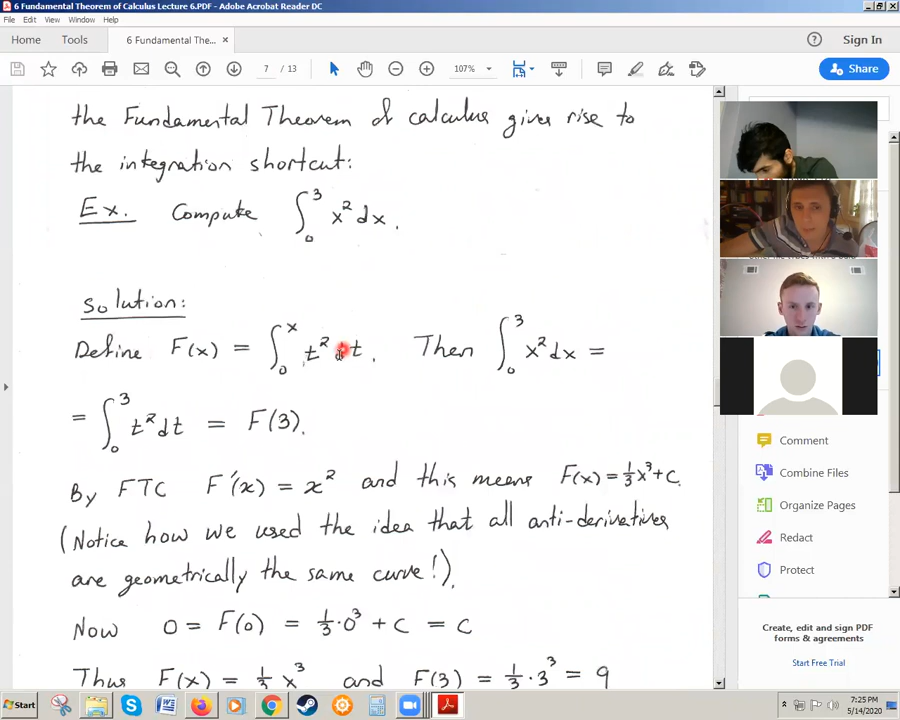 6 Fundamental Theorem of Calculus Lecture 6.PDF - Adobe Acrobat Reader DC
File Edit View Window Help
Home Tools 6 Fundamental The... × Sign In
7 / 13 107% Share
the Fundamental Theorem of calculus gives rise to
the integration shortcut:
Ex. Compute ∫₀³ x² dx.
Solution:
Define F(x) = ∫₀ˣ t² dt. Then ∫₀³ x² dx =
= ∫₀³ t² dt = F(3).
By FTC F'(x) = x² and this means F(x) = 1/3 x³ + C.
(Notice how we used the idea that all anti-derivatives
are geometrically the same curve!).
Now 0 = F(0) = 1/3 · 0³ + C = C
Thus F(x) = 1/3 x³ and F(3) = 1/3 · 3³ = 9
Comment
Combine Files
Organize Pages
Redact
Protect
Create, edit and sign PDF
forms & agreements
Start Free Trial
Start
7:25 PM
5/14/2020